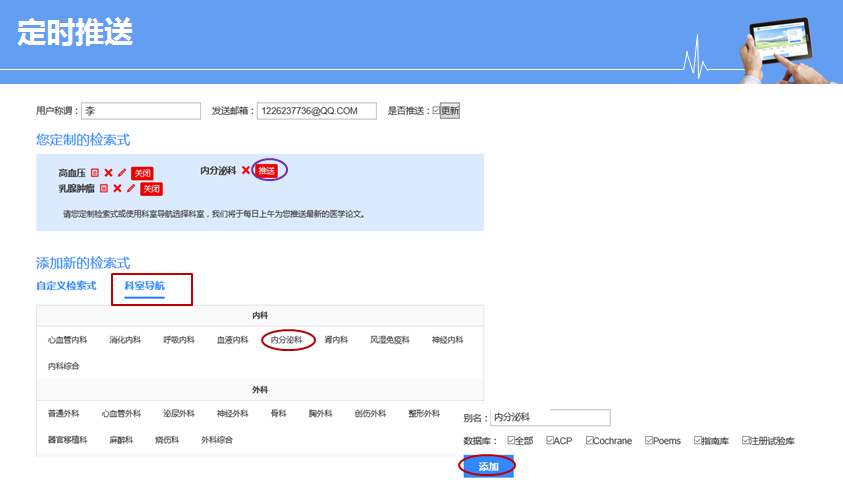 定时推送
用户称谓：李 发送邮箱：1226237736@QQ.COM 是否推送：更新
您定制的检索式
高血压 关闭 内分泌科 推送
乳腺肿瘤 关闭
请您定制检索式或使用科室导航选择科室，我们将于每日上午为您推送最新的医学论文。
添加新的检索式
自定义检索式 科室导航
内科
心血管内科 消化内科 呼吸内科 血液内科 内分泌科 肾内科 风湿免疫科 神经内科
内科综合
外科
普通外科 心血管外科 泌尿外科 神经外科 骨科 胸外科 创伤外科 整形外科
器官移植科 麻醉科 烧伤科 外科综合
别名：内分泌科
数据库： 全部 ACP Cochrane Poems 指南库 注册试验库
添加